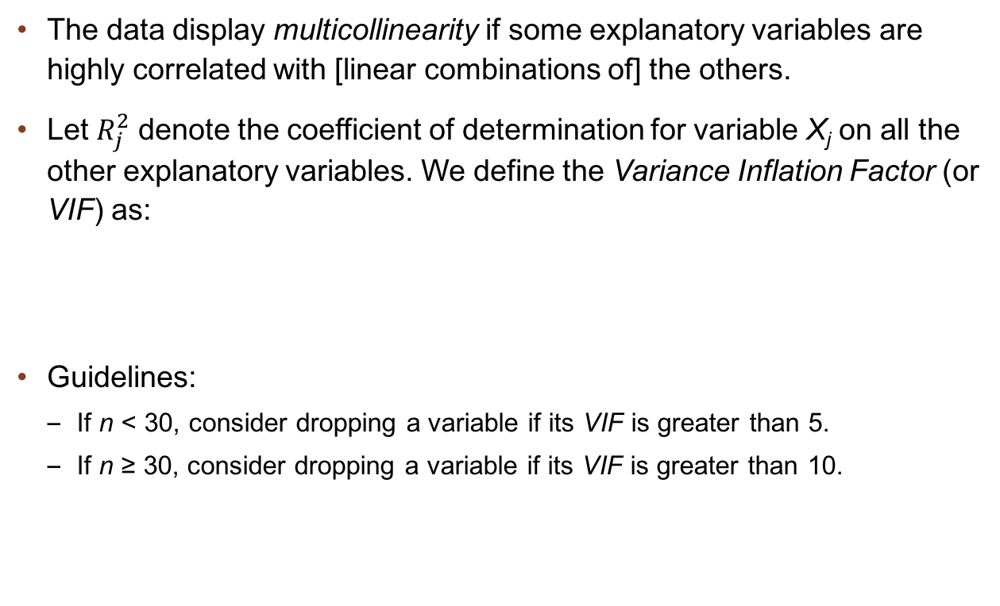 • The data display multicollinearity if some explanatory variables are
highly correlated with [linear combinations of] the others.
• Let R²ⱼ denote the coefficient of determination for variable Xⱼ on all the
other explanatory variables. We define the Variance Inflation Factor (or
VIF) as:
• Guidelines:
– If n < 30, consider dropping a variable if its VIF is greater than 5.
– If n ≥ 30, consider dropping a variable if its VIF is greater than 10.